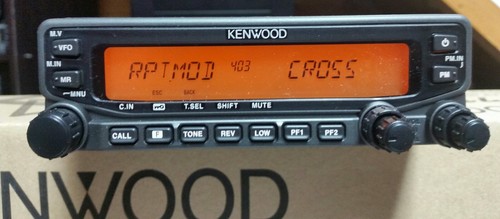 M.V
KENWOOD
VFO
M.IN
PM.IN
MR
PM
RPTMOD 403 CROSS
MNU
ESC BACK
C.IN T.SEL SHIFT MUTE
CALL F TONE REV LOW PF1 PF2
NWOOD